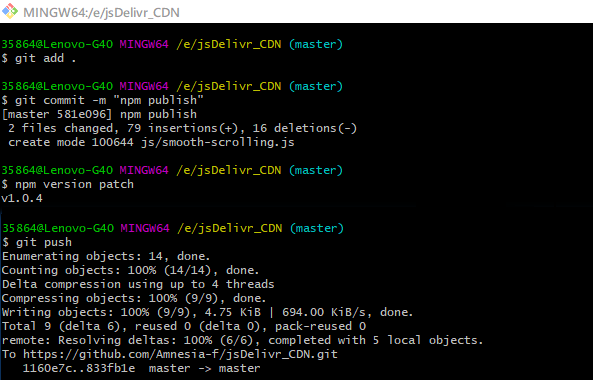 MINGW64:/e/jsDelivr_CDN
35864@Lenovo-G40 MINGW64 /e/jsDelivr_CDN (master)
$ git add .
35864@Lenovo-G40 MINGW64 /e/jsDelivr_CDN (master)
$ git commit -m "npm publish"
[master 581e096] npm publish
 2 files changed, 79 insertions(+), 16 deletions(-)
 create mode 100644 js/smooth-scrolling.js
35864@Lenovo-G40 MINGW64 /e/jsDelivr_CDN (master)
$ npm version patch
v1.0.4
35864@Lenovo-G40 MINGW64 /e/jsDelivr_CDN (master)
$ git push
Enumerating objects: 14, done.
Counting objects: 100% (14/14), done.
Delta compression using up to 4 threads
Compressing objects: 100% (9/9), done.
Writing objects: 100% (9/9), 4.75 KiB | 694.00 KiB/s, done.
Total 9 (delta 6), reused 0 (delta 0), pack-reused 0
remote: Resolving deltas: 100% (6/6), completed with 5 local objects.
To https://github.com/Amnesia-f/jsDelivr_CDN.git
   1160e7c..833fb1e  master -> master